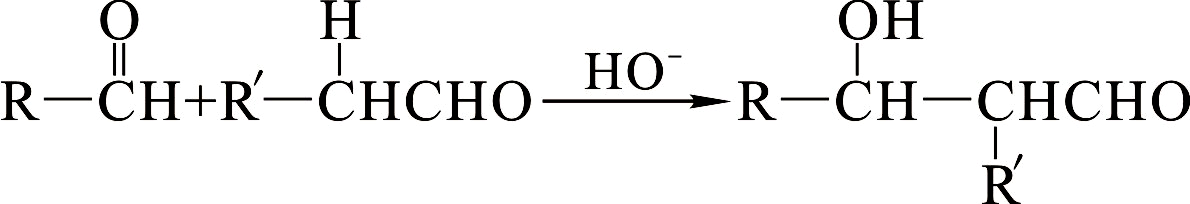 O H HO⁻ OH
R—CH+R′—CHCHO ⟶ R—CH—CHCHO
R′